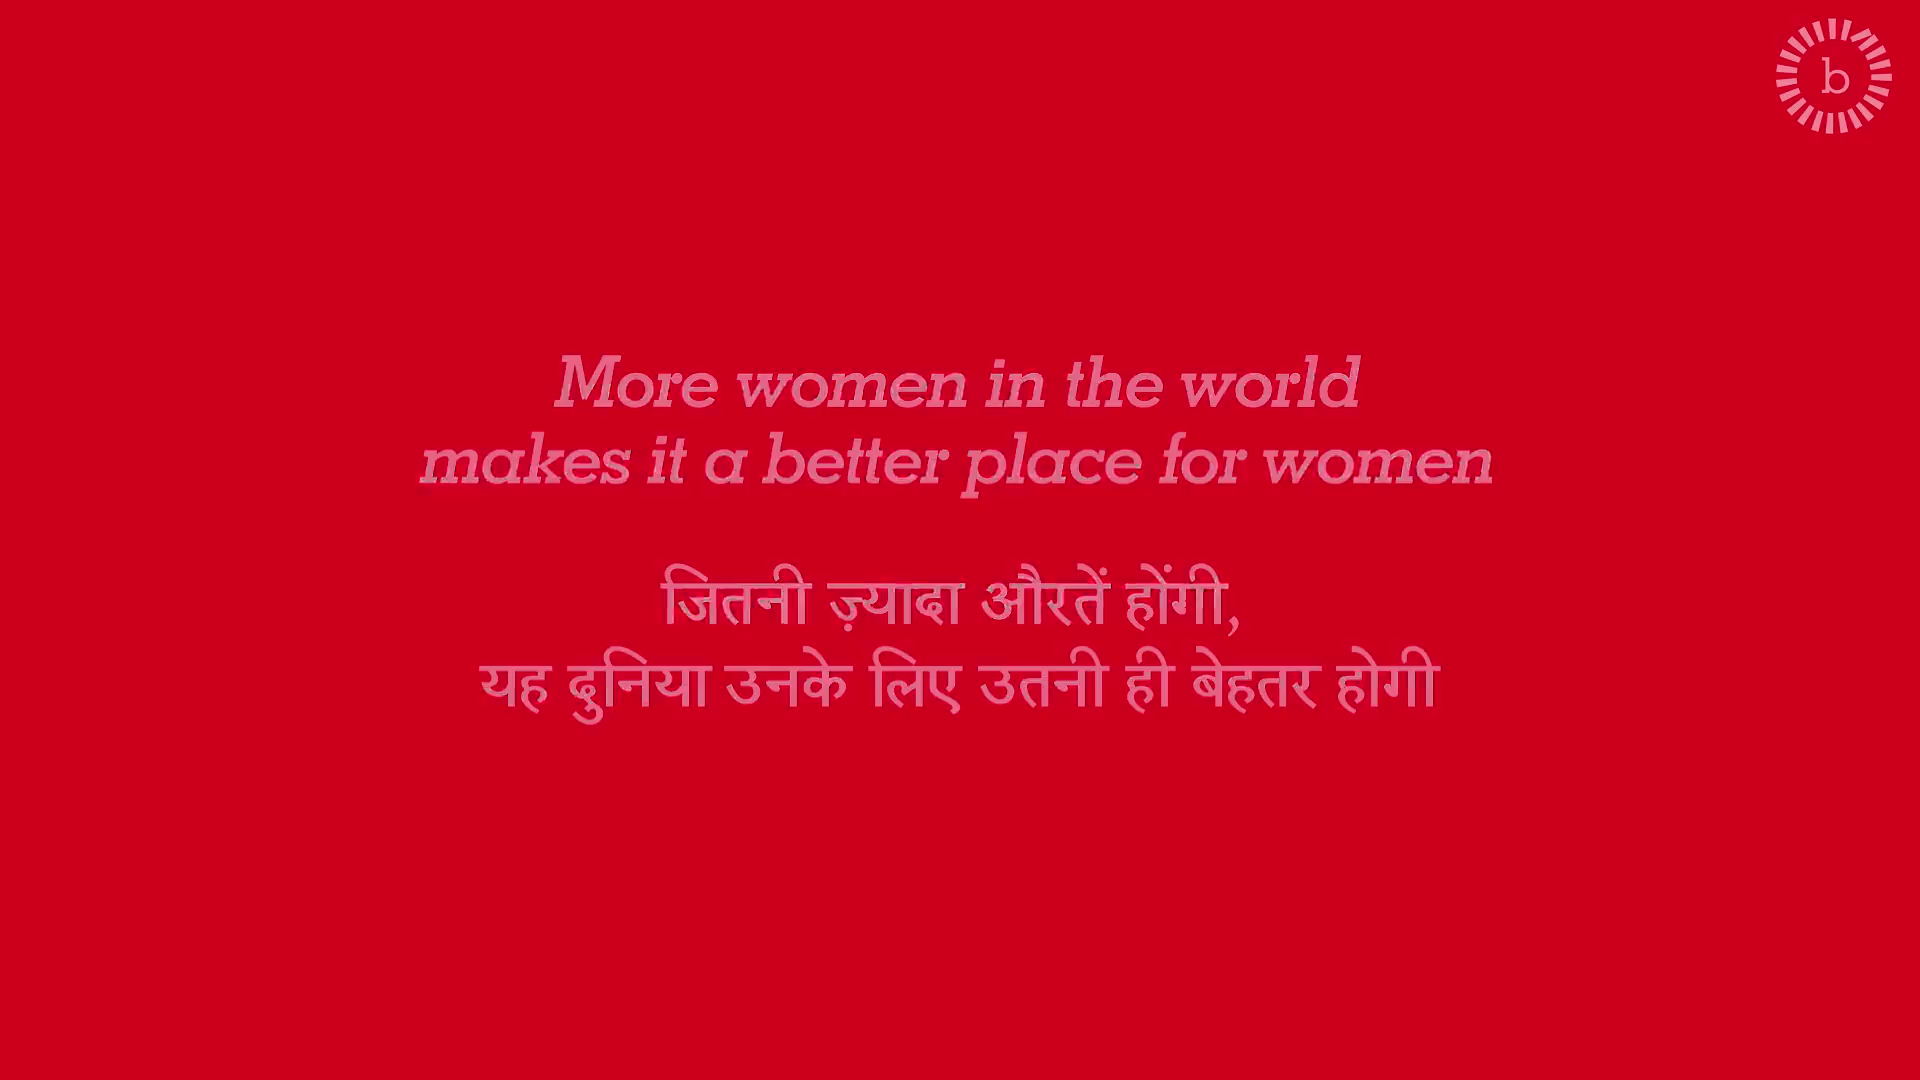 b
More women in the world
makes it a better place for women
जितनी ज़्यादा औरतें होंगी,
यह दुनिया उनके लिए उतनी ही बेहतर होगी